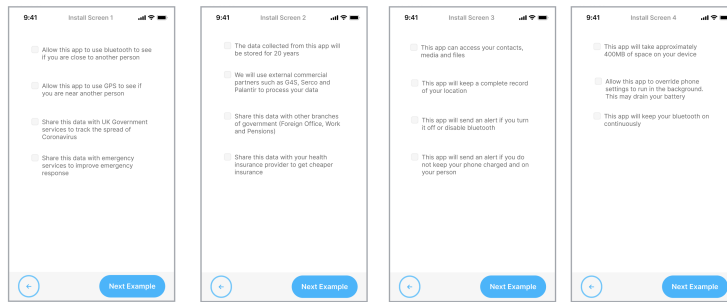 9:41 Install Screen 1
Allow this app to use bluetooth to see
if you are close to another person
Allow this app to use GPS to see if
you are near another person
Share this data with UK Government
services to track the spread of
Coronavirus
Share this data with emergency
services to improve emergency
response
Next Example
9:41 Install Screen 2
The data collected from this app will
be stored for 20 years
We will use external commercial
partners such as G4S, Serco and
Palantir to process your data
Share this data with other branches
of government (Foreign Office, Work
and Pensions)
Share this data with your health
insurance provider to get cheaper
insurance
Next Example
9:41 Install Screen 3
This app can access your contacts,
media and files
This app will keep a complete record
of your location
This app will send an alert if you turn
it off or disable bluetooth
This app will send an alert if you do
not keep your phone charged and on
your person
Next Example
9:41 Install Screen 4
This app will take approximately
400MB of space on your device
Allow this app to override phone
settings to run in the background.
This may drain your battery
This app will keep your bluetooth on
continuously
Next Example